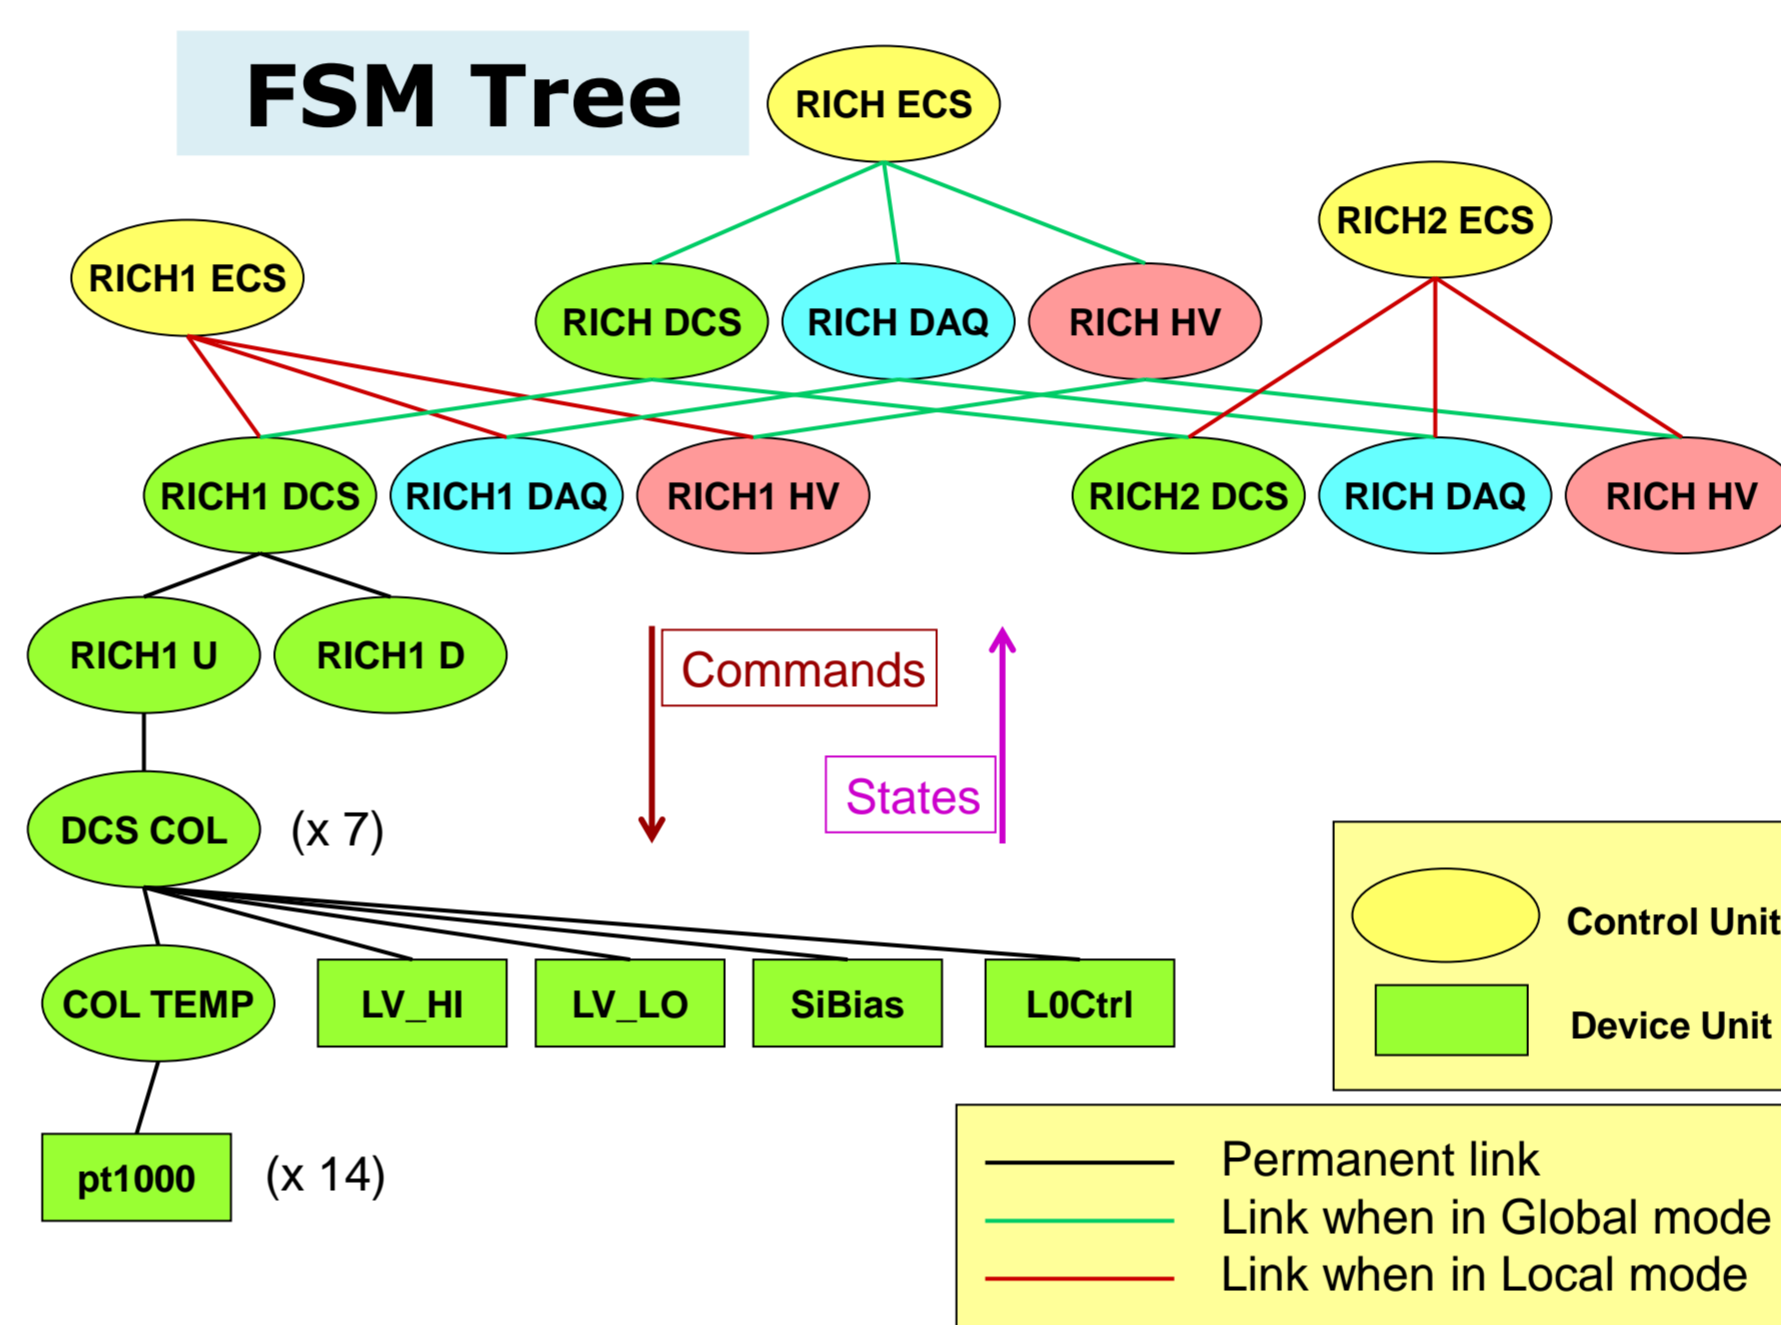 FSM Tree
RICH ECS
RICH2 ECS
RICH1 ECS
RICH DCS
RICH DAQ
RICH HV
RICH1 DCS
RICH1 DAQ
RICH1 HV
RICH2 DCS
RICH DAQ
RICH HV
RICH1 U
RICH1 D
Commands
States
DCS COL
(x 7)
COL TEMP
LV_HI
LV_LO
SiBias
L0Ctrl
pt1000
(x 14)
Control Unit
Device Unit
Permanent link
Link when in Global mode
Link when in Local mode